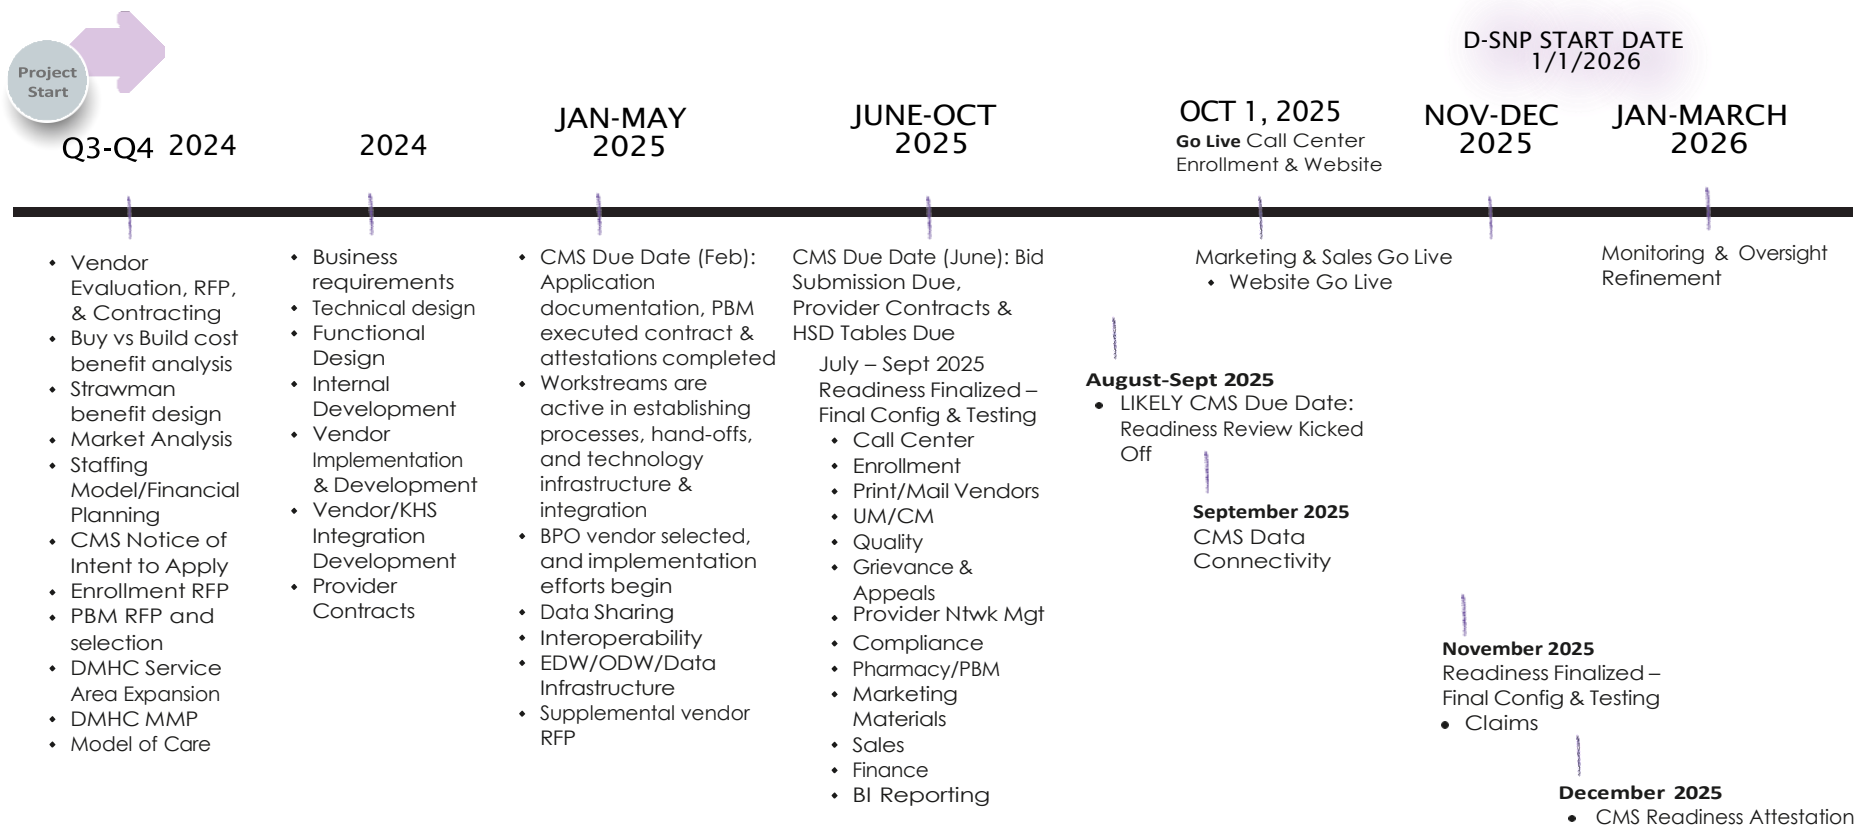 Project
Start
D-SNP START DATE
1/1/2026
Q3-Q4 2024
2024
JAN-MAY
2025
JUNE-OCT
2025
OCT 1, 2025
Go Live Call Center
Enrollment & Website
NOV-DEC
2025
JAN-MARCH
2026
• Vendor
Evaluation, RFP,
& Contracting
• Buy vs Build cost
benefit analysis
• Strawman
benefit design
• Market Analysis
• Staffing
Model/Financial
Planning
• CMS Notice of
Intent to Apply
• Enrollment RFP
• PBM RFP and
selection
• DMHC Service
Area Expansion
• DMHC MMP
• Model of Care
• Business
requirements
• Technical design
• Functional
Design
• Internal
Development
• Vendor
Implementation
& Development
• Vendor/KHS
Integration
Development
• Provider
Contracts
• CMS Due Date (Feb):
Application
documentation, PBM
executed contract &
attestations completed
• Workstreams are
active in establishing
processes, hand-offs,
and technology
infrastructure &
integration
• BPO vendor selected,
and implementation
efforts begin
• Data Sharing
• Interoperability
• EDW/ODW/Data
Infrastructure
• Supplemental vendor
RFP
CMS Due Date (June): Bid
Submission Due,
Provider Contracts &
HSD Tables Due
July – Sept 2025
Readiness Finalized –
Final Config & Testing
• Call Center
• Enrollment
• Print/Mail Vendors
• UM/CM
• Quality
• Grievance &
Appeals
• Provider Ntwk Mgt
• Compliance
• Pharmacy/PBM
• Marketing
Materials
• Sales
• Finance
• BI Reporting
Marketing & Sales Go Live
• Website Go Live
August-Sept 2025
• LIKELY CMS Due Date:
Readiness Review Kicked
Off
September 2025
CMS Data
Connectivity
November 2025
Readiness Finalized –
Final Config & Testing
• Claims
December 2025
• CMS Readiness Attestation
Monitoring & Oversight
Refinement